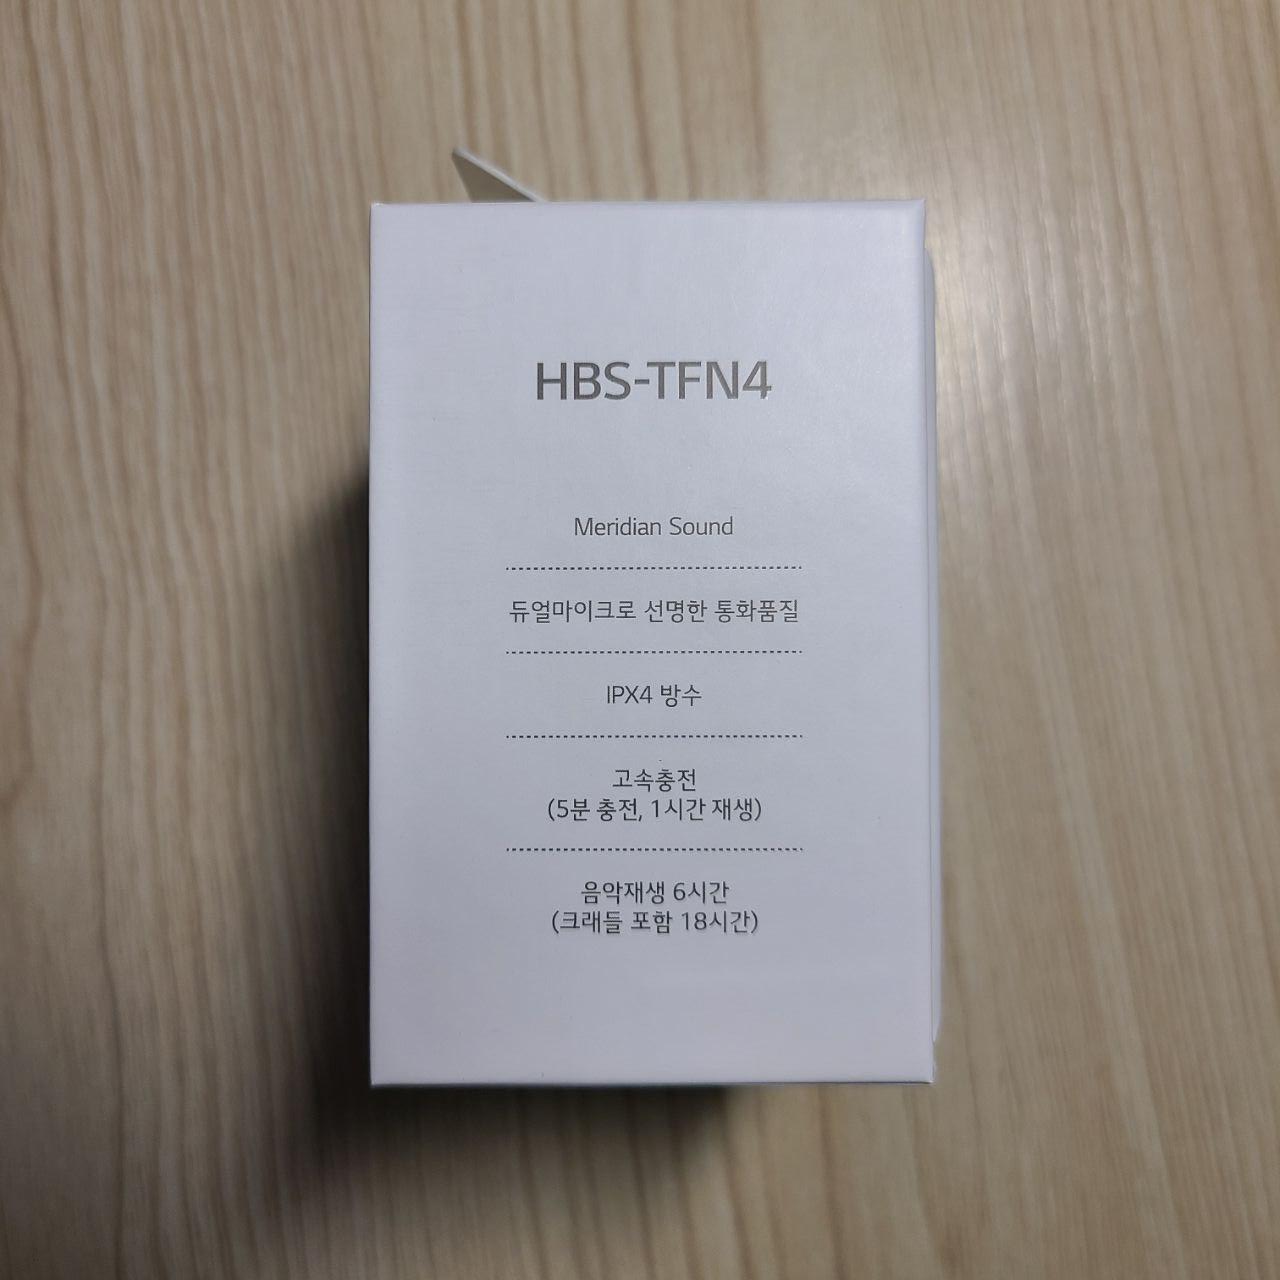 HBS-TFN4
Meridian Sound
듀얼마이크로 선명한 통화품질
IPX4 방수
고속충전
(5분 충전, 1시간 재생)
음악재생 6시간
(크래들 포함 18시간)